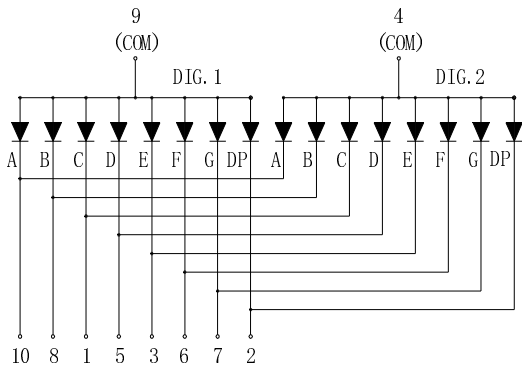 9 4
(COM) (COM)
DIG.1 DIG.2
A B C D E F G DP A B C D E F G DP
10 8 1 5 3 6 7 2